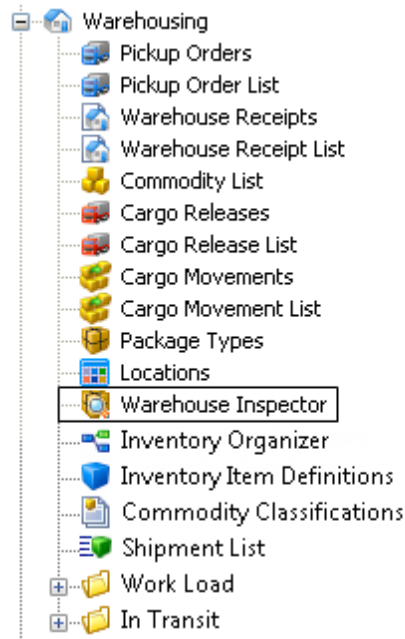 Warehousing
Pickup Orders
Pickup Order List
Warehouse Receipts
Warehouse Receipt List
Commodity List
Cargo Releases
Cargo Release List
Cargo Movements
Cargo Movement List
Package Types
Locations
Warehouse Inspector
Inventory Organizer
Inventory Item Definitions
Commodity Classifications
Shipment List
Work Load
In Transit